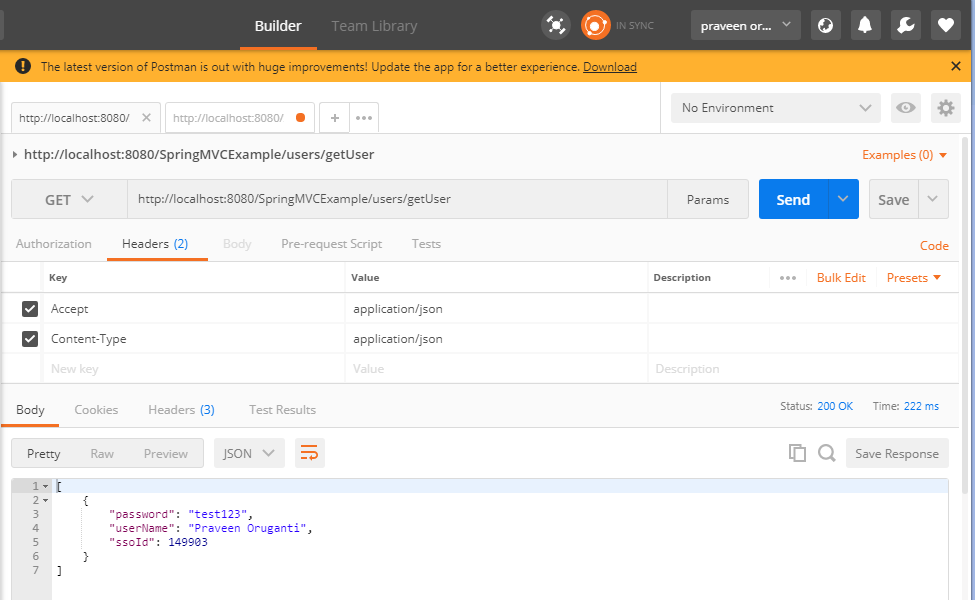 Builder Team Library IN SYNC praveen or...
The latest version of Postman is out with huge improvements! Update the app for a better experience. Download
http://localhost:8080/ http://localhost:8080/ No Environment
http://localhost:8080/SpringMVCExample/users/getUser Examples (0)
GET http://localhost:8080/SpringMVCExample/users/getUser Params Send Save
Authorization Headers (2) Body Pre-request Script Tests Code
Key Value Description Bulk Edit Presets
Accept application/json
Content-Type application/json
New key Value Description
Body Cookies Headers (3) Test Results Status: 200 OK Time: 222 ms
Pretty Raw Preview JSON Save Response
1 [
2 {
3 "password": "test123",
4 "userName": "Praveen Oruganti",
5 "ssoId": 149903
6 }
7 ]